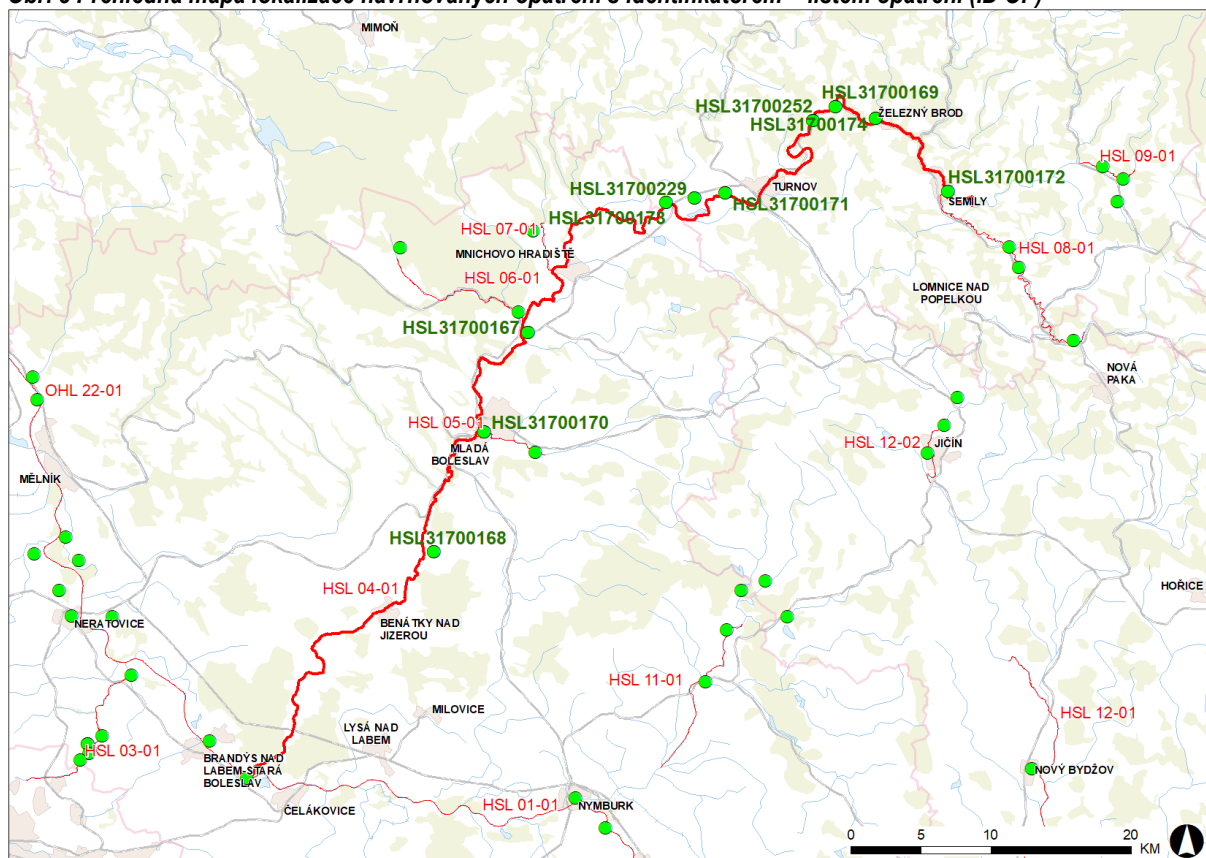 MIMOŇ
HSL31700169
HSL31700252
ŽELEZNÝ BROD
HSL31700174
HSL 09-01
TURNOV
HSL31700172
HSL31700229
SEMILY
HSL31700171
HSL31700173
HSL 07-01
MNICHOVO HRADIŠTĚ
HSL 08-01
HSL 06-01
LOMNICE NAD
POPELKOU
HSL31700167
NOVÁ
PAKA
OHL 22-01
HSL 05-01
HSL31700170
HSL 12-02
JIČÍN
MLADÁ
BOLESLAV
MĚLNÍK
HSL31700168
HSL 04-01
HOŘICE
BENÁTKY NAD
JIZEROU
NERATOVICE
HSL 11-01
MILOVICE
HSL 12-01
LYSÁ NAD
LABEM
HSL 03-01
BRANDÝS NAD
LABEM-STARÁ
BOLESLAV
NOVÝ BYDŽOV
HSL 01-01
NYMBURK
ČELÁKOVICE
0 5 10 20
KM